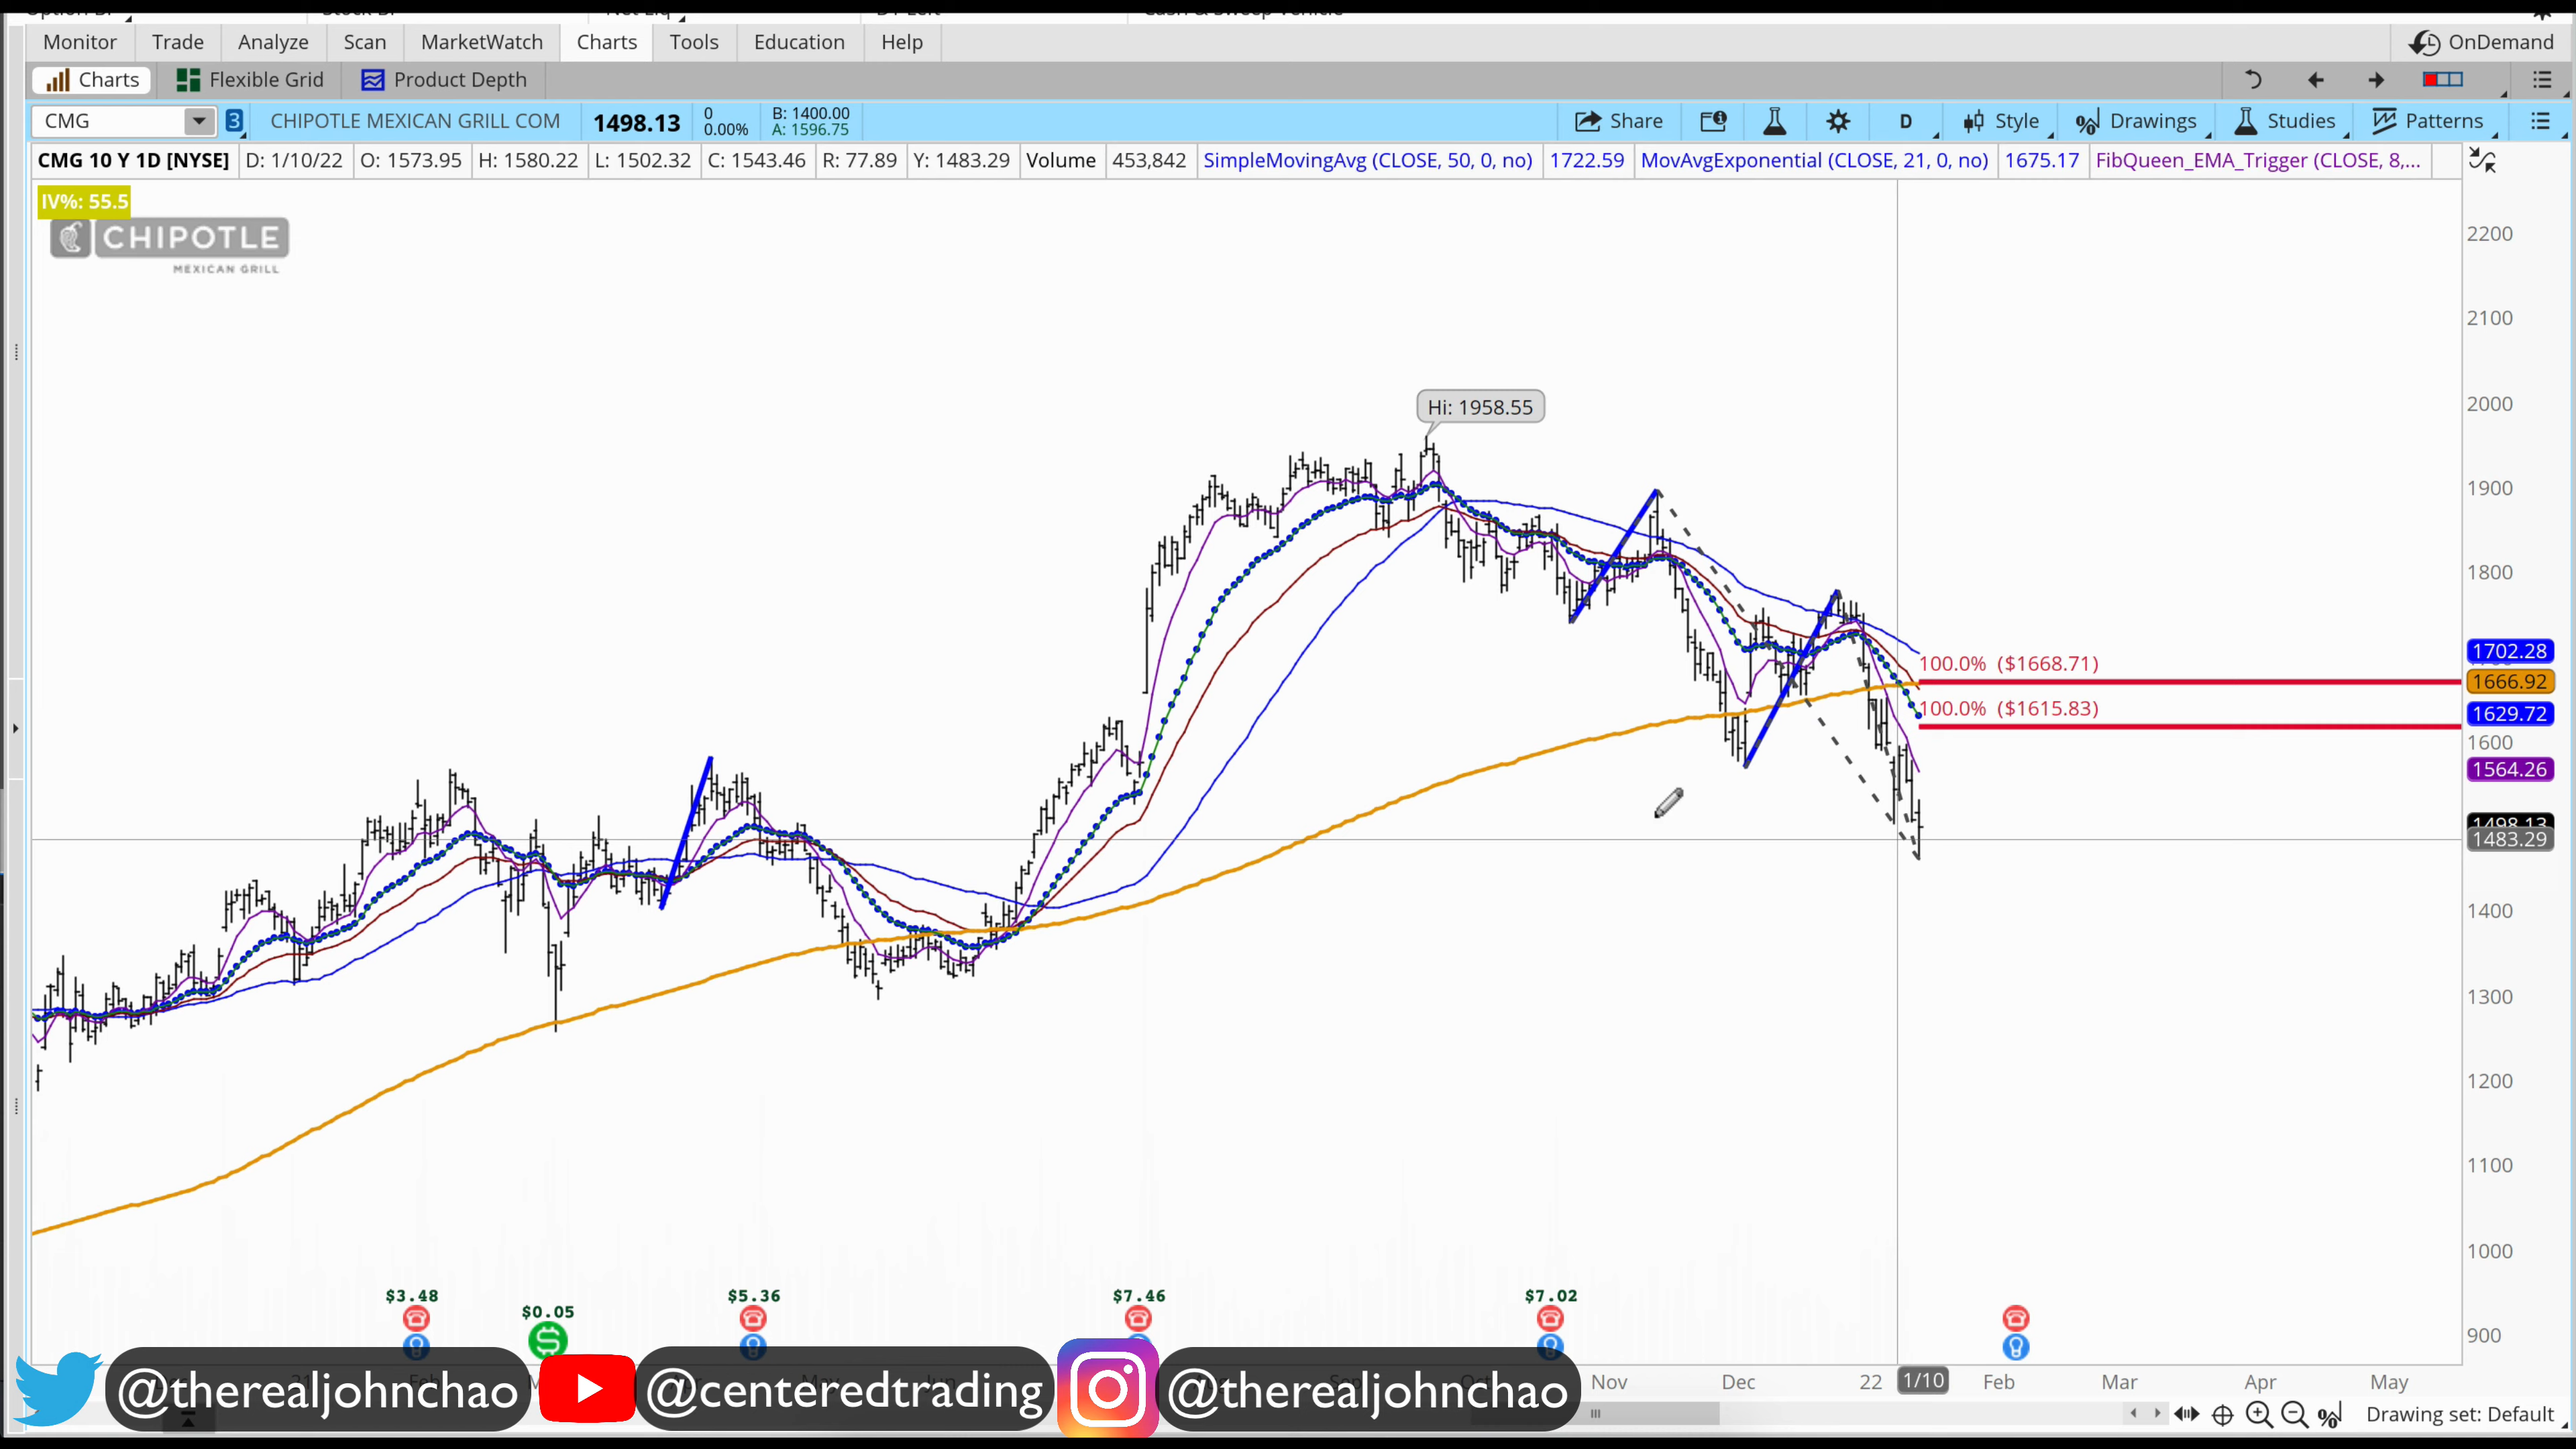 Monitor Trade Analyze Scan MarketWatch Charts Tools Education Help OnDemand
Charts Flexible Grid Product Depth
CMG 3 CHIPOTLE MEXICAN GRILL COM 1498.13 0 0.00% B: 1400.00 A: 1596.75 Share D Style Drawings Studies Patterns
CMG 10 Y 1D [NYSE] D: 1/10/22 O: 1573.95 H: 1580.22 L: 1502.32 C: 1543.46 R: 77.89 Y: 1483.29 Volume 453,842 SimpleMovingAvg (CLOSE, 50, 0, no) 1722.59 MovAvgExponential (CLOSE, 21, 0, no) 1675.17 FibQueen_EMA_Trigger (CLOSE, 8,...
IV%: 55.5
CHIPOTLE
MEXICAN GRILL
2200
2100
Hi: 1958.55
2000
1900
1800
1702.28
100.0% ($1668.71)
1666.92
100.0% ($1615.83)
1629.72
1600
1564.26
1498.13
1483.29
1400
1300
1200
1100
1000
$3.48 $0.05 $5.36 $7.46 $7.02
900
@therealjohnchao @centeredtrading @therealjohnchao
Nov Dec 22 1/10 Feb Mar Apr May
Drawing set: Default